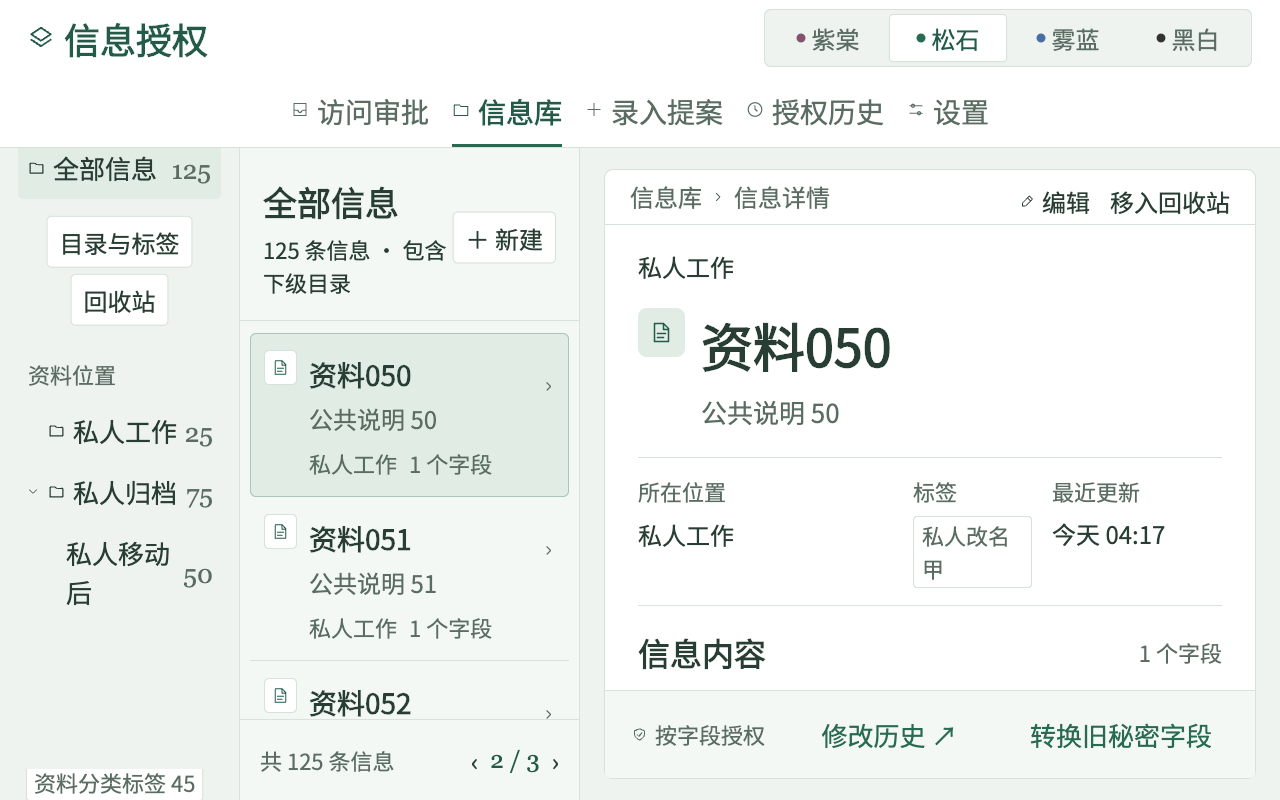 信息授权
紫棠 松石 雾蓝 黑白
访问审批 信息库 录入提案 授权历史 设置
全部信息 125
目录与标签
回收站
资料位置
私人工作 25
私人归档 75
私人移动
后
50
资料分类标签 45
全部信息
125 条信息 · 包含
下级目录
新建
资料050
公共说明 50
私人工作 1 个字段
资料051
公共说明 51
私人工作 1 个字段
资料052
共 125 条信息 ‹ 2 / 3 ›
信息库 › 信息详情
编辑 移入回收站
私人工作
资料050
公共说明 50
所在位置 标签 最近更新
私人工作 私人改名 今天 04:17
甲
信息内容 1 个字段
按字段授权 修改历史 ↗ 转换旧秘密字段